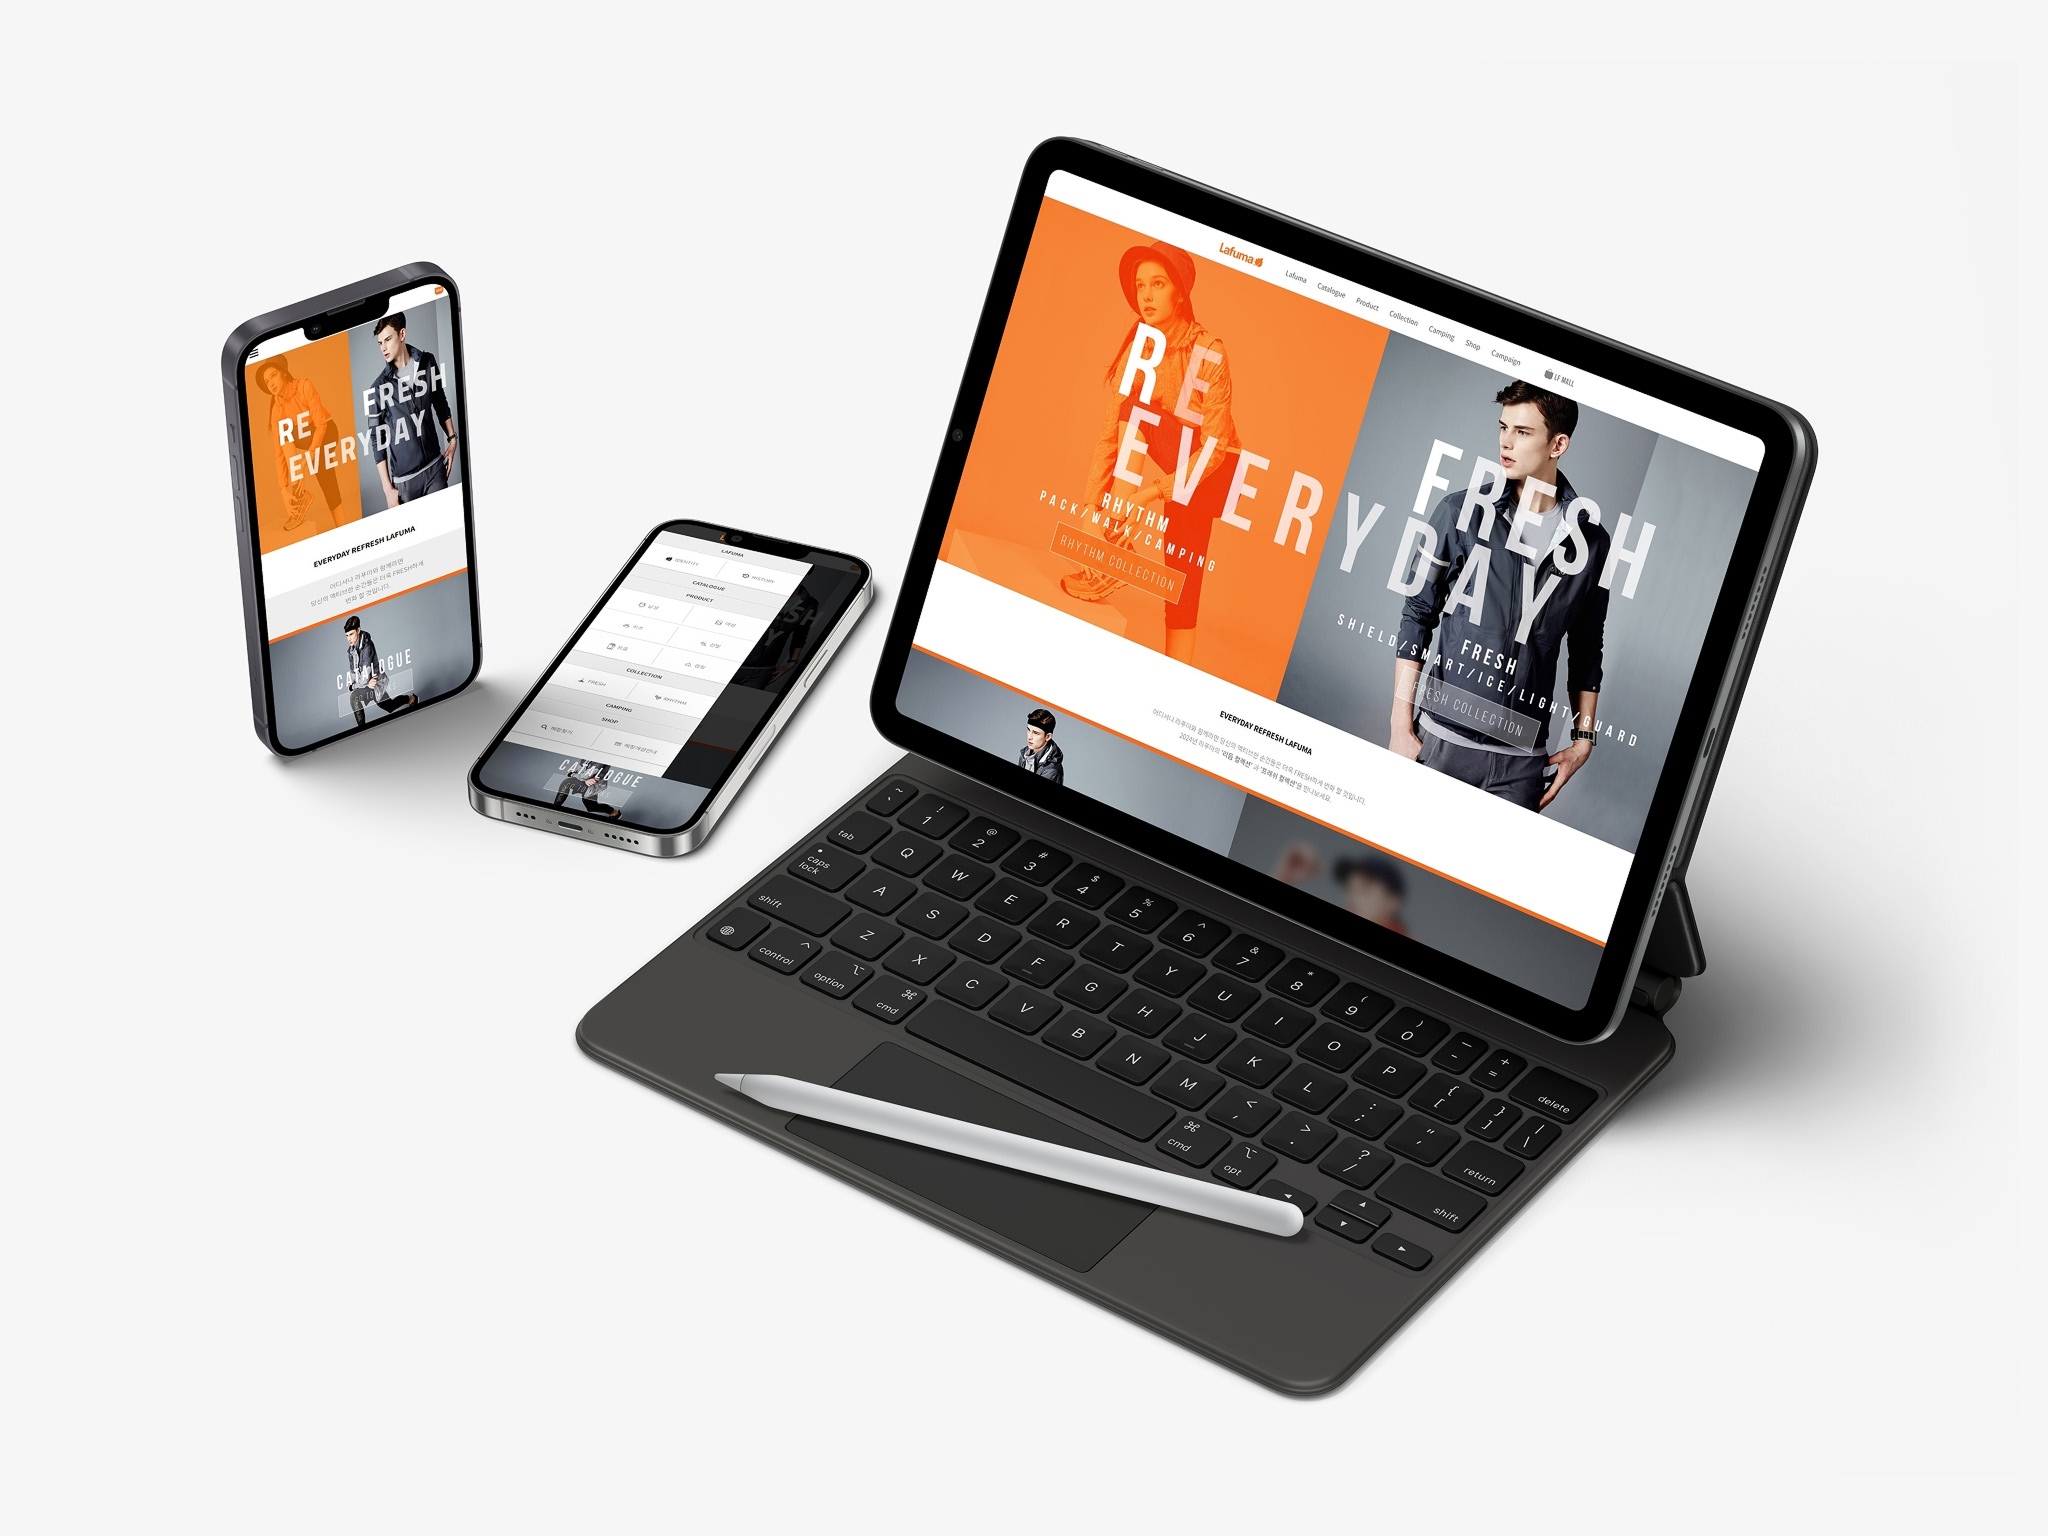 RE
FRESH
EVERYDAY
EVERYDAY REFRESH LAFUMA
어디서나 라푸마와 함께라면
당신의 액티브한 순간들은 더욱 FRESH하게
변화 할 것입니다.
CATALOGUE
LAFUMA
IDENTITY
HISTORY
CATALOGUE
PRODUCT
남성
여성
키즈
신발
용품
캠핑
COLLECTION
FRESH
RHYTHM
CAMPING
SHOP
매장찾기
매장개설안내
CATALOGUE
Lafuma
Lafuma Catalogue Product Collection Camping Shop Campaign LF MALL
RE
FRESH
EVERYDAY
RHYTHM
PACK/WALK/CAMPING
RHYTHM COLLECTION
FRESH
SHIELD/SMART/ICE/LIGHT/GUARD
FRESH COLLECTION
EVERYDAY REFRESH LAFUMA
어디서나 라푸마와 함께라면 당신의 액티브한 순간들은 더욱 FRESH하게 변화 할 것입니다.
2024년 라푸마의 '리듬 컬렉션' 과 '프레쉬 컬렉션'을 만나보세요.
~ ` ! 1 @ 2 # 3 $ 4 % 5 ^ 6 & 7 * 8 ( 9 ) 0 _ - + = delete
tab Q W E R T Y U I O P { [ } ] | \
caps lock A S D F G H J K L : ; " ' return
shift Z X C V B N M < , > . ? / shift
control ^ option ⌥ cmd ⌘ ⌘ cmd ⌥ opt ◀ ▲ ▼ ▶